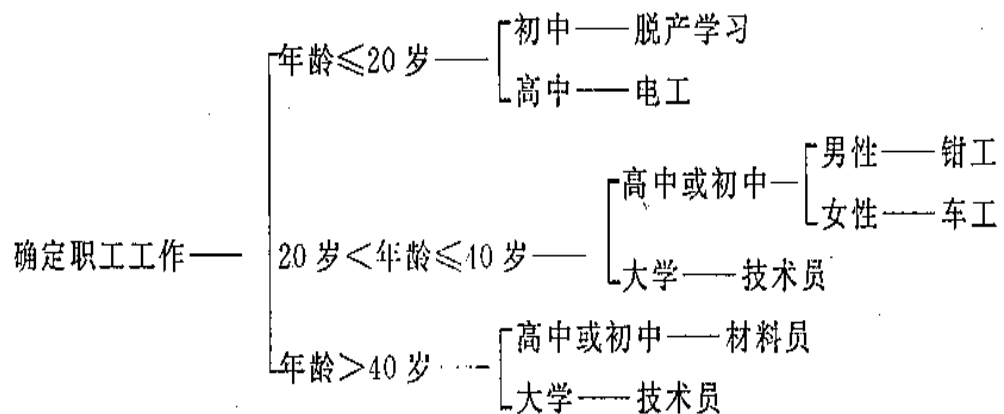 初中——脱产学习
年龄≤20岁——
高中——电工
男性——钳工
高中或初中—
女性——车工
确定职工工作——
20岁<年龄≤40岁——
大学——技术员
高中或初中——材料员
年龄>40岁——
大学——技术员